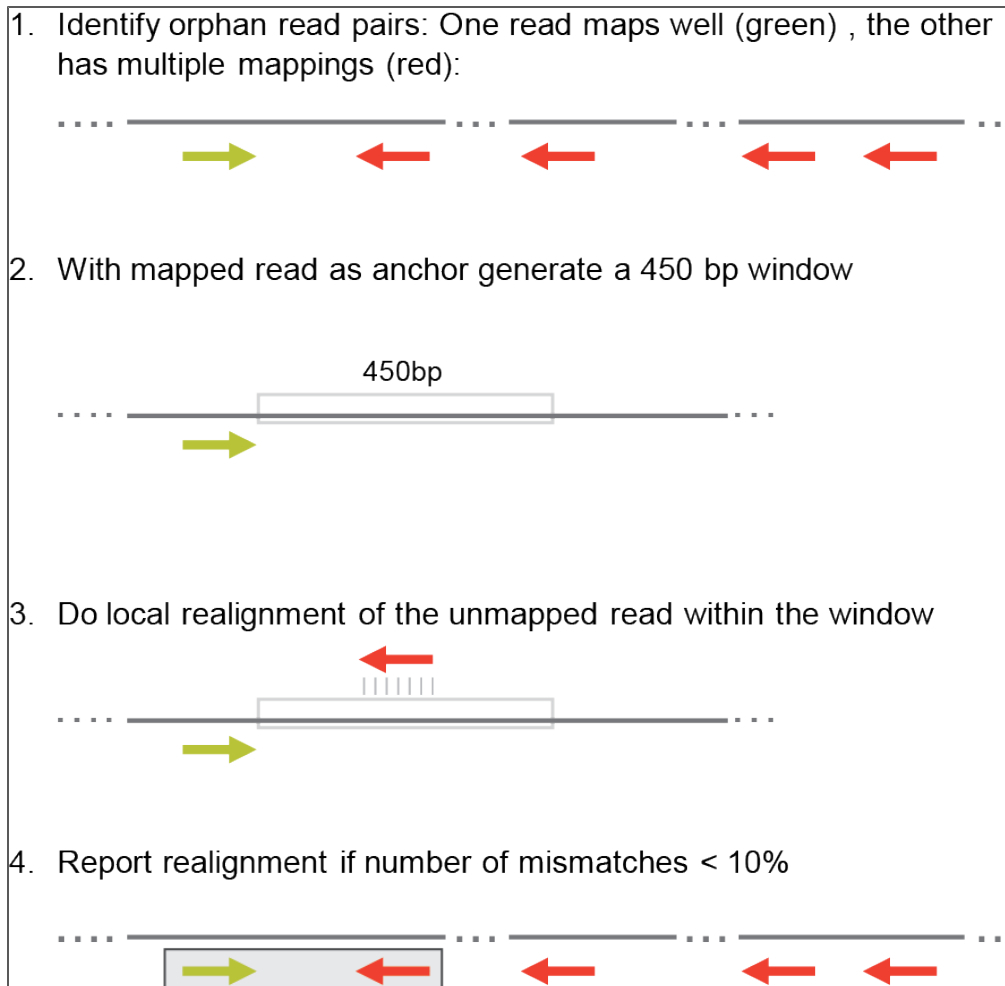 1. Identify orphan read pairs: One read maps well (green) , the other
has multiple mappings (red):
2. With mapped read as anchor generate a 450 bp window
450bp
3. Do local realignment of the unmapped read within the window
4. Report realignment if number of mismatches < 10%